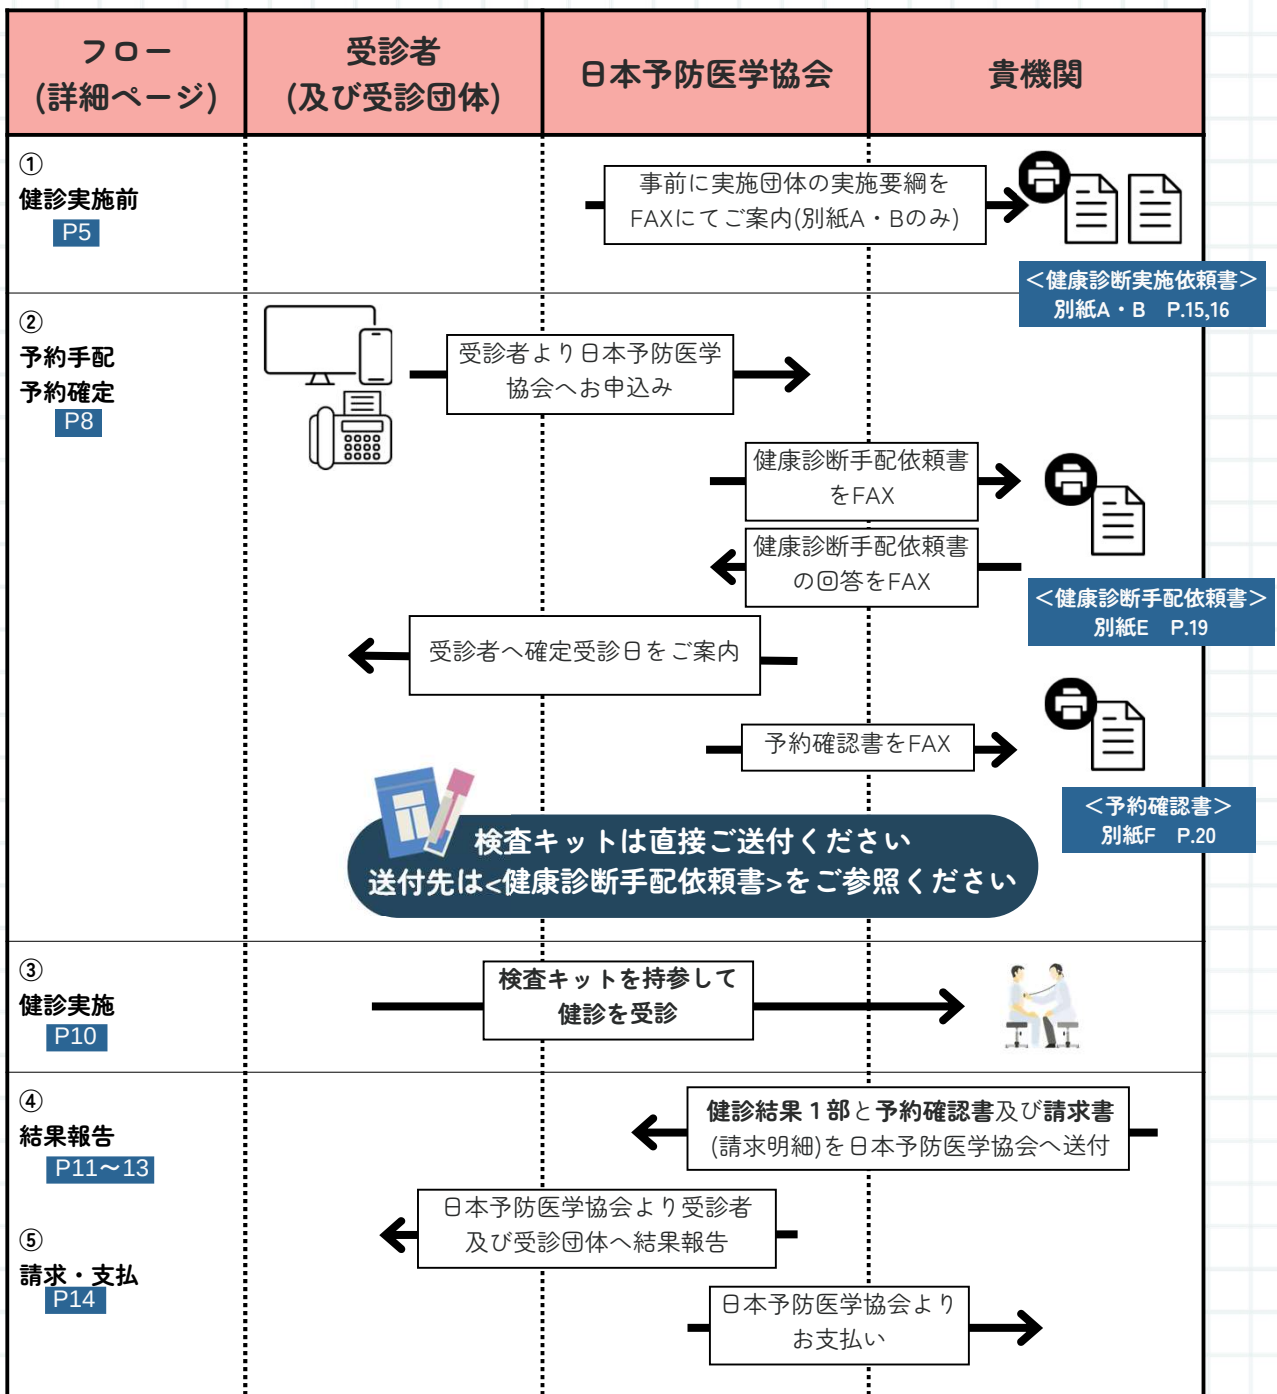 フロー
(詳細ページ)
受診者
(及び受診団体)
日本予防医学協会
貴機関
①
健診実施前
P5
事前に実施団体の実施要綱を
FAXにてご案内(別紙A・Bのみ)
＜健康診断実施依頼書＞
別紙A・B P.15,16
②
予約手配
予約確定
P8
受診者より日本予防医学
協会へお申込み
健康診断手配依頼書
をFAX
健康診断手配依頼書
の回答をFAX
＜健康診断手配依頼書＞
別紙E P.19
受診者へ確定受診日をご案内
予約確認書をFAX
＜予約確認書＞
別紙F P.20
検査キットは直接ご送付ください
送付先は<健康診断手配依頼書>をご参照ください
③
健診実施
P10
検査キットを持参して
健診を受診
④
結果報告
P11〜13
健診結果１部と予約確認書及び請求書
(請求明細)を日本予防医学協会へ送付
日本予防医学協会より受診者
及び受診団体へ結果報告
⑤
請求・支払
P14
日本予防医学協会より
お支払い